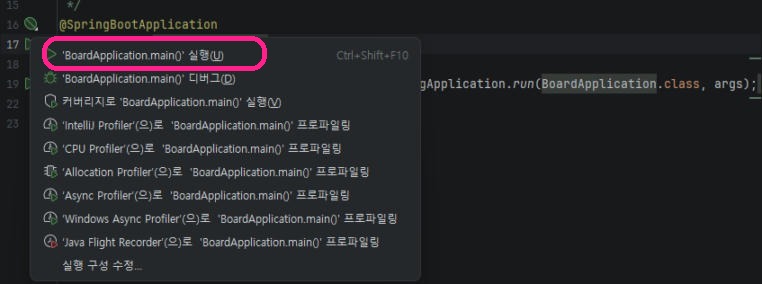 15 */
16 @SpringBootApplication
17
'BoardApplication.main()' 실행(U) Ctrl+Shift+F10
'BoardApplication.main()' 디버그(D)
19 gApplication.run(BoardApplication.class, args);
커버리지로 'BoardApplication.main()' 실행(V)
22
'IntelliJ Profiler'(으)로 'BoardApplication.main()' 프로파일링
23
'CPU Profiler'(으)로 'BoardApplication.main()' 프로파일링
'Allocation Profiler'(으)로 'BoardApplication.main()' 프로파일링
'Async Profiler'(으)로 'BoardApplication.main()' 프로파일링
'Windows Async Profiler'(으)로 'BoardApplication.main()' 프로파일링
'Java Flight Recorder'(으)로 'BoardApplication.main()' 프로파일링
실행 구성 수정...